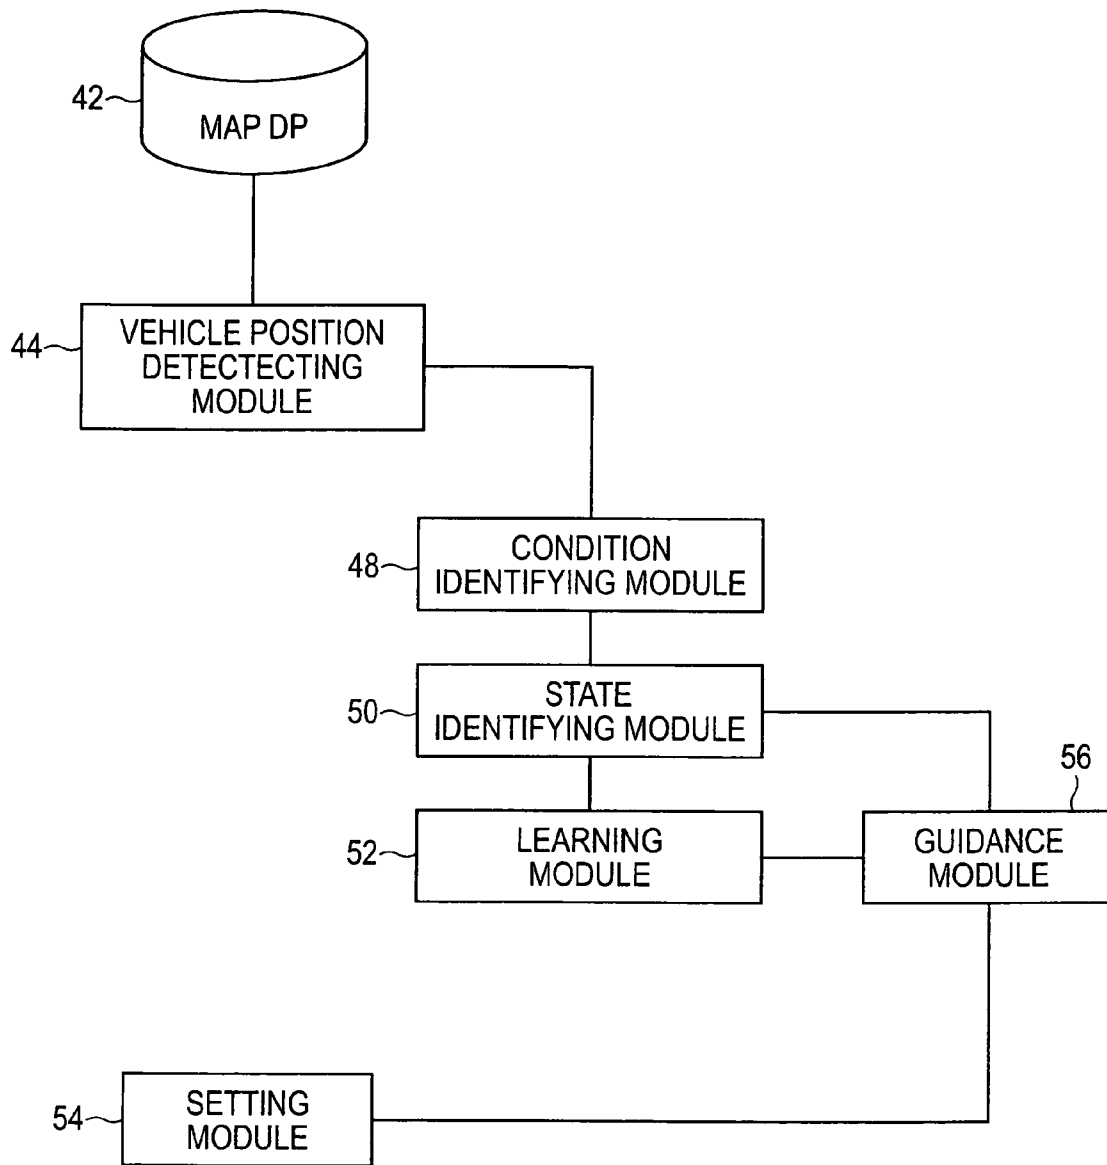 42
MAP DP
44
VEHICLE POSITION
DETECTECTING
MODULE
48
CONDITION
IDENTIFYING MODULE
50
STATE
IDENTIFYING MODULE
56
52
LEARNING
MODULE
GUIDANCE
MODULE
54
SETTING
MODULE